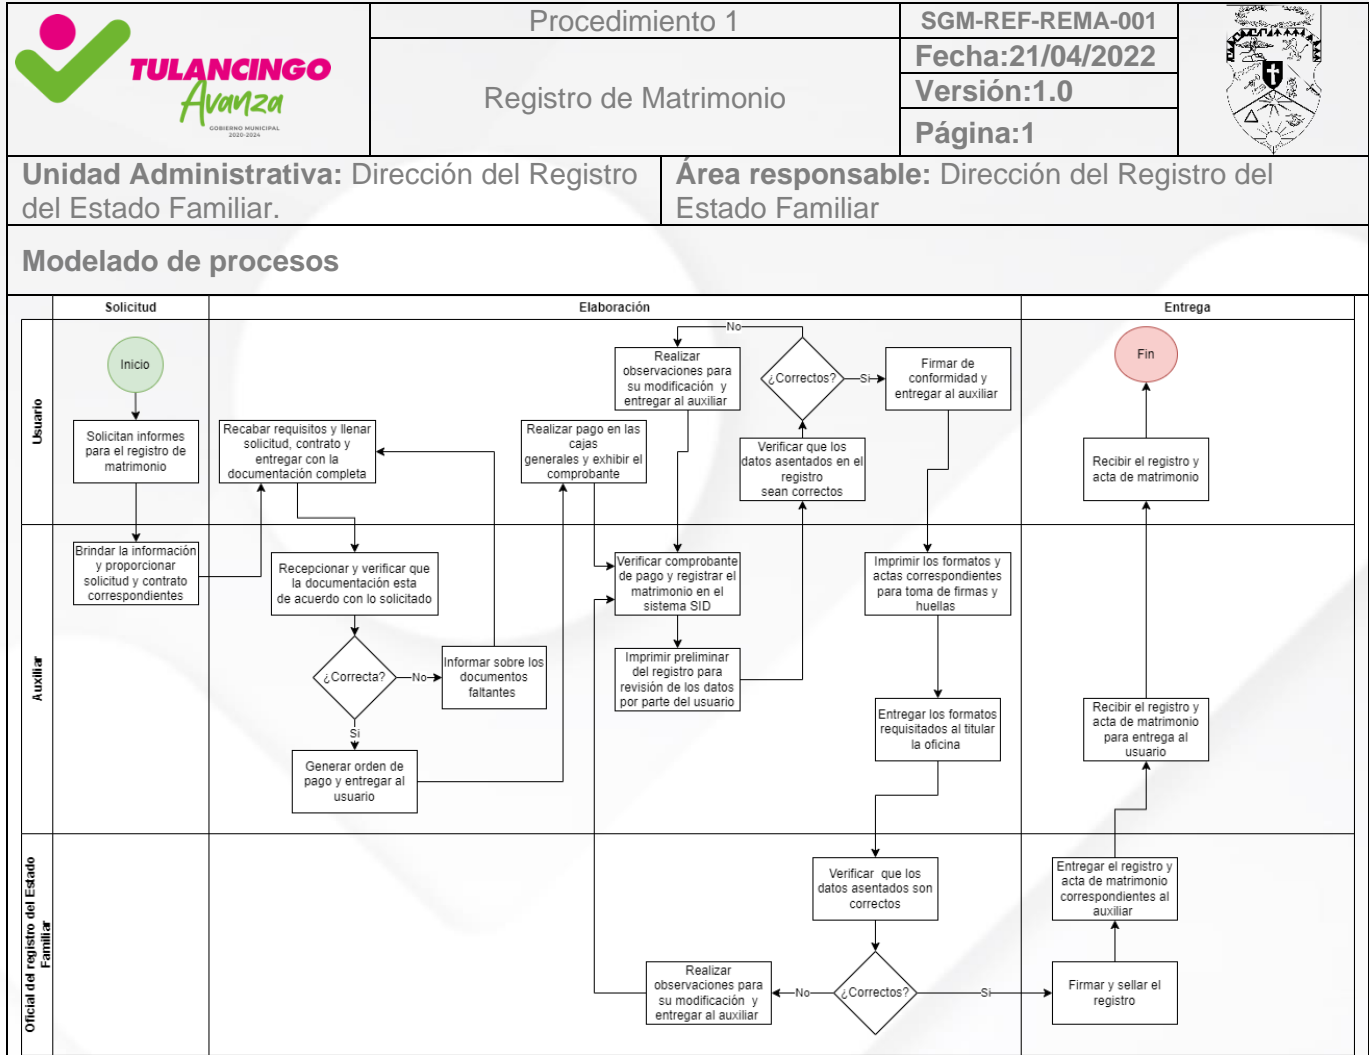 TULANCINGO
Avanza
GOBIERNO MUNICIPAL
2020-2024
Procedimiento 1
Registro de Matrimonio
SGM-REF-REMA-001
Fecha:21/04/2022
Versión:1.0
Página:1
Unidad Administrativa: Dirección del Registro
del Estado Familiar.
Área responsable: Dirección del Registro del
Estado Familiar
Modelado de procesos
Solicitud
Elaboración
Entrega
Usuario
Inicio
Solicitan informes
para el registro de
matrimonio
Recabar requisitos y llenar
solicitud, contrato y
entregar con la
documentación completa
Realizar pago en las
cajas
generales y exhibir el
comprobante
No
Realizar
observaciones para
su modificación y
entregar al auxiliar
¿Correctos?
Si
Firmar de
conformidad y
entregar al auxiliar
Verificar que los
datos asentados en el
registro
sean correctos
Fin
Recibir el registro y
acta de matrimonio
Auxiliar
Brindar la información
y proporcionar
solicitud y contrato
correspondientes
Recepcionar y verificar que
la documentación esta
de acuerdo con lo solicitado
¿Correcta?
No
Informar sobre los
documentos
faltantes
Si
Generar orden de
pago y entregar al
usuario
Verificar comprobante
de pago y registrar el
matrimonio en el
sistema SID
Imprimir preliminar
del registro para
revisión de los datos
por parte del usuario
Imprimir los formatos y
actas correspondientes
para toma de firmas y
huellas
Entregar los formatos
requisitados al titular
la oficina
Recibir el registro y
acta de matrimonio
para entrega al
usuario
Oficial del registro del Estado
Familiar
Verificar que los
datos asentados son
correctos
¿Correctos?
No
Realizar
observaciones para
su modificación y
entregar al auxiliar
Si
Firmar y sellar el
registro
Entregar el registro y
acta de matrimonio
correspondientes al
auxiliar